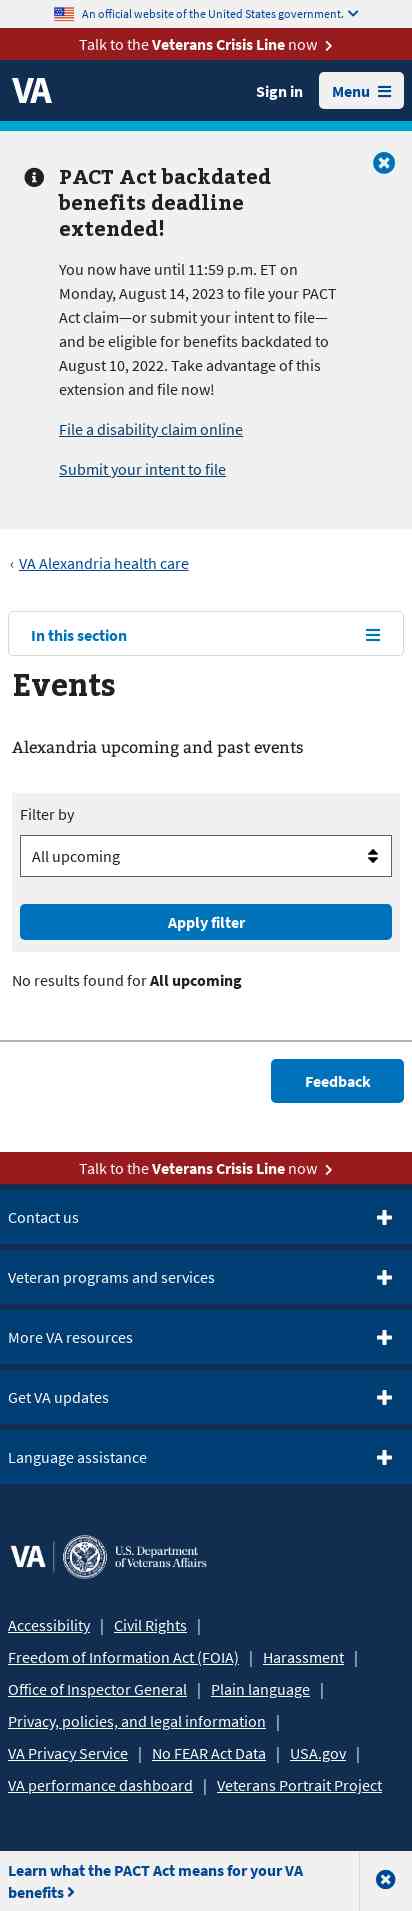 An official website of the United States government.
Talk to the Veterans Crisis Line now
VA
Sign in
Menu
PACT Act backdated
benefits deadline
extended!
You now have until 11:59 p.m. ET on
Monday, August 14, 2023 to file your PACT
Act claim—or submit your intent to file—
and be eligible for benefits backdated to
August 10, 2022. Take advantage of this
extension and file now!
File a disability claim online
Submit your intent to file
‹ VA Alexandria health care
In this section
Events
Alexandria upcoming and past events
Filter by
All upcoming
Apply filter
No results found for All upcoming
Feedback
Talk to the Veterans Crisis Line now
Contact us
Veteran programs and services
More VA resources
Get VA updates
Language assistance
VA | U.S. Department
of Veterans Affairs
Accessibility | Civil Rights |
Freedom of Information Act (FOIA) | Harassment |
Office of Inspector General | Plain language |
Privacy, policies, and legal information |
VA Privacy Service | No FEAR Act Data | USA.gov |
VA performance dashboard | Veterans Portrait Project
Learn what the PACT Act means for your VA
benefits